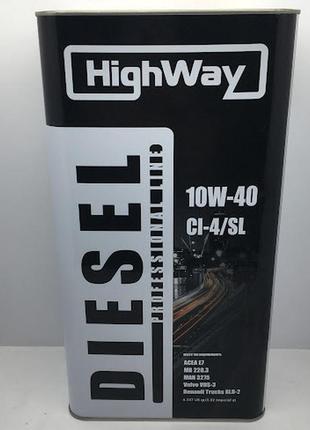 HighWay
DIESEL
PROFESSIONAL LINE
10W-40
CI-4/SL
ACEA E7
MB 228.3
MAN 3275
Volvo VDS-3
Renault Trucks RLD-2